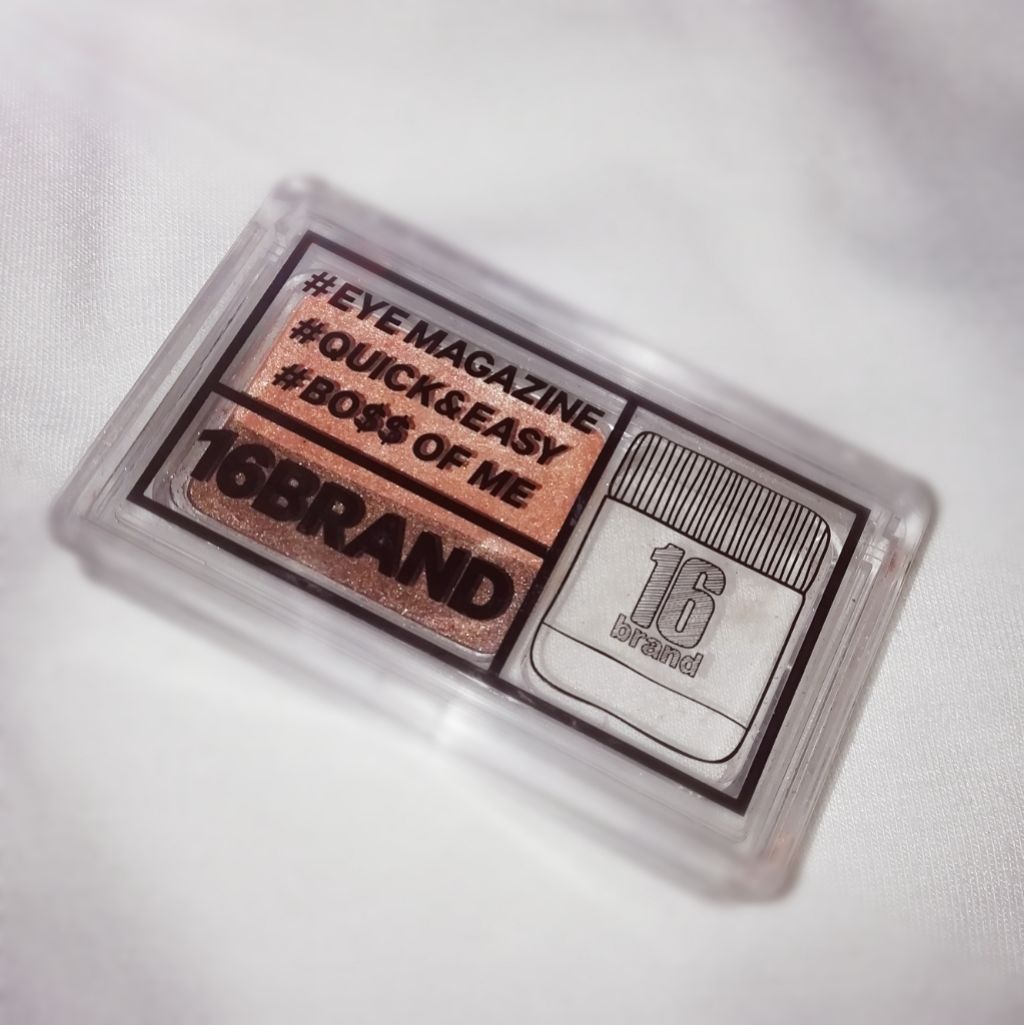 #EYE MAGAZINE
#QUICK&EASY
#BO$$ OF ME
16BRAND
16
brand